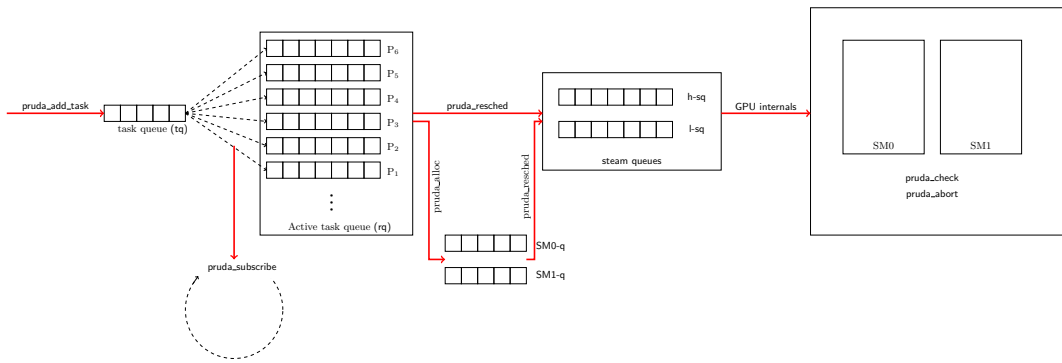 pruda_add_task
task queue (tq)
P6
P5
P4
P3
P2
P1
Active task queue (rq)
pruda_subscribe
pruda_resched
pruda_alloc
pruda_resched
SM0-q
SM1-q
h-sq
l-sq
steam queues
GPU internals
SM0
SM1
pruda_check
pruda_abort